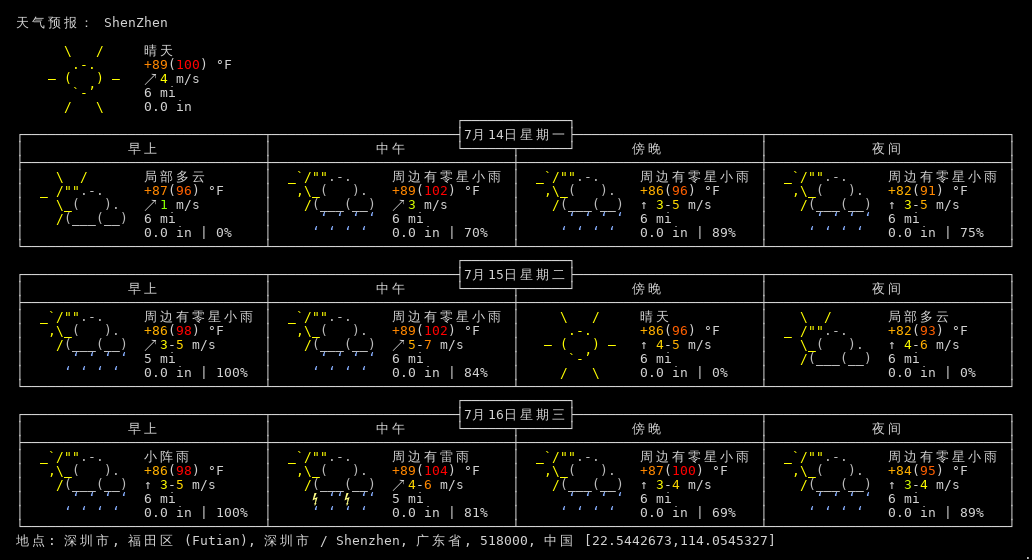 天气预报： ShenZhen
晴天
+89(100) °F
↗4 m/s
6 mi
0.0 in
7月14日星期一
早上 中午 傍晚 夜间
局部多云 周边有零星小雨 周边有零星小雨 周边有零星小雨
+87(96) °F +89(102) °F +86(96) °F +82(91) °F
↗1 m/s ↗3 m/s ↑ 3-5 m/s ↑ 3-5 m/s
6 mi 6 mi 6 mi 6 mi
0.0 in | 0% 0.0 in | 70% 0.0 in | 89% 0.0 in | 75%
7月15日星期二
早上 中午 傍晚 夜间
周边有零星小雨 周边有零星小雨 晴天 局部多云
+86(98) °F +89(102) °F +86(96) °F +82(93) °F
↗3-5 m/s ↗5-7 m/s ↑ 4-5 m/s ↑ 4-6 m/s
5 mi 6 mi 6 mi 6 mi
0.0 in | 100% 0.0 in | 84% 0.0 in | 0% 0.0 in | 0%
7月16日星期三
早上 中午 傍晚 夜间
小阵雨 周边有雷雨 周边有零星小雨 周边有零星小雨
+86(98) °F +89(104) °F +87(100) °F +84(95) °F
↑ 3-5 m/s ↗4-6 m/s ↑ 3-4 m/s ↑ 3-4 m/s
6 mi 5 mi 6 mi 6 mi
0.0 in | 100% 0.0 in | 81% 0.0 in | 69% 0.0 in | 89%
地点: 深圳市, 福田区 (Futian), 深圳市 / Shenzhen, 广东省, 518000, 中国 [22.5442673,114.0545327]